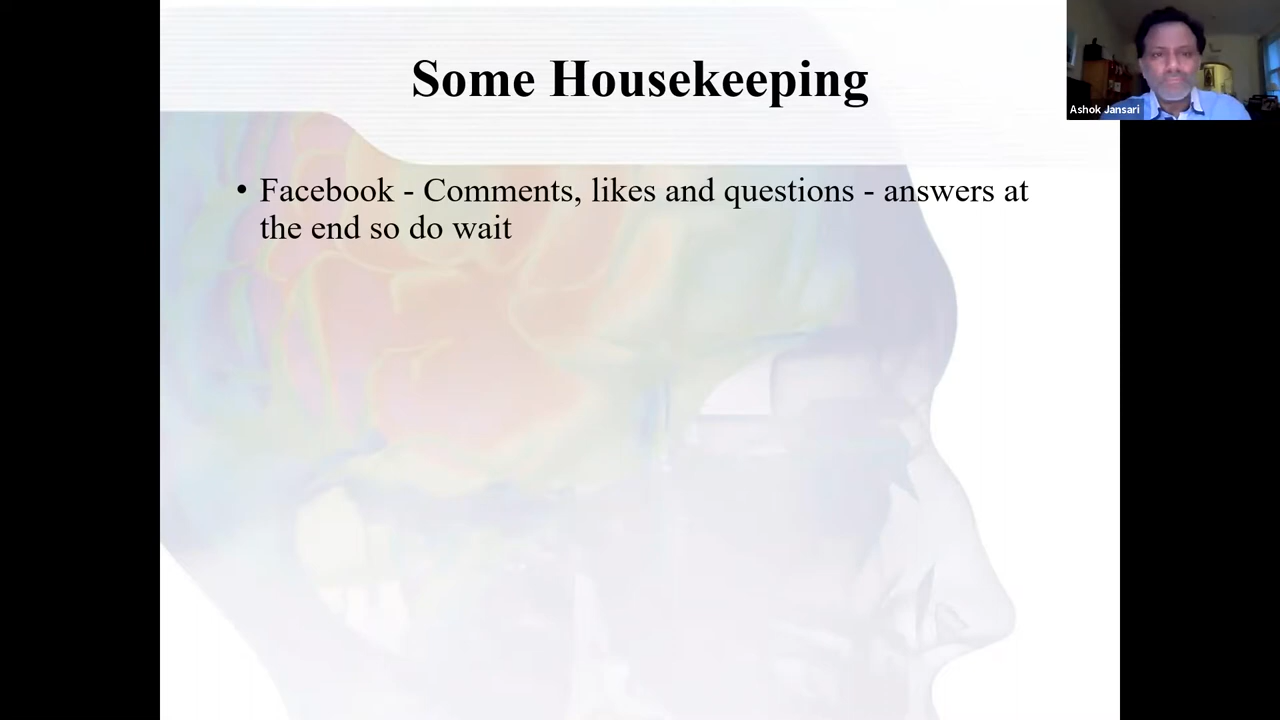 Some Housekeeping
Ashok Jansari
• Facebook - Comments, likes and questions - answers at
the end so do wait